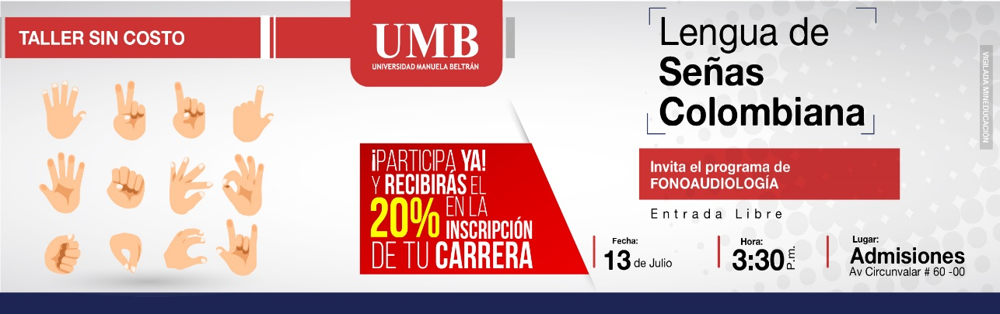 TALLER SIN COSTO
UMB
UNIVERSIDAD MANUELA BELTRÁN
¡PARTICIPA YA!
Y RECIBIRÁS EL
20% EN LA
INSCRIPCIÓN
DE TU CARRERA
Lengua de
Señas
Colombiana
Invita el programa de
FONOAUDIOLOGÍA
Entrada Libre
Fecha:
13 de Julio
Hora:
3:30 P.m.
Lugar:
Admisiones
Av Circunvalar # 60 -00
VIGILADA MINEDUCACIÓN